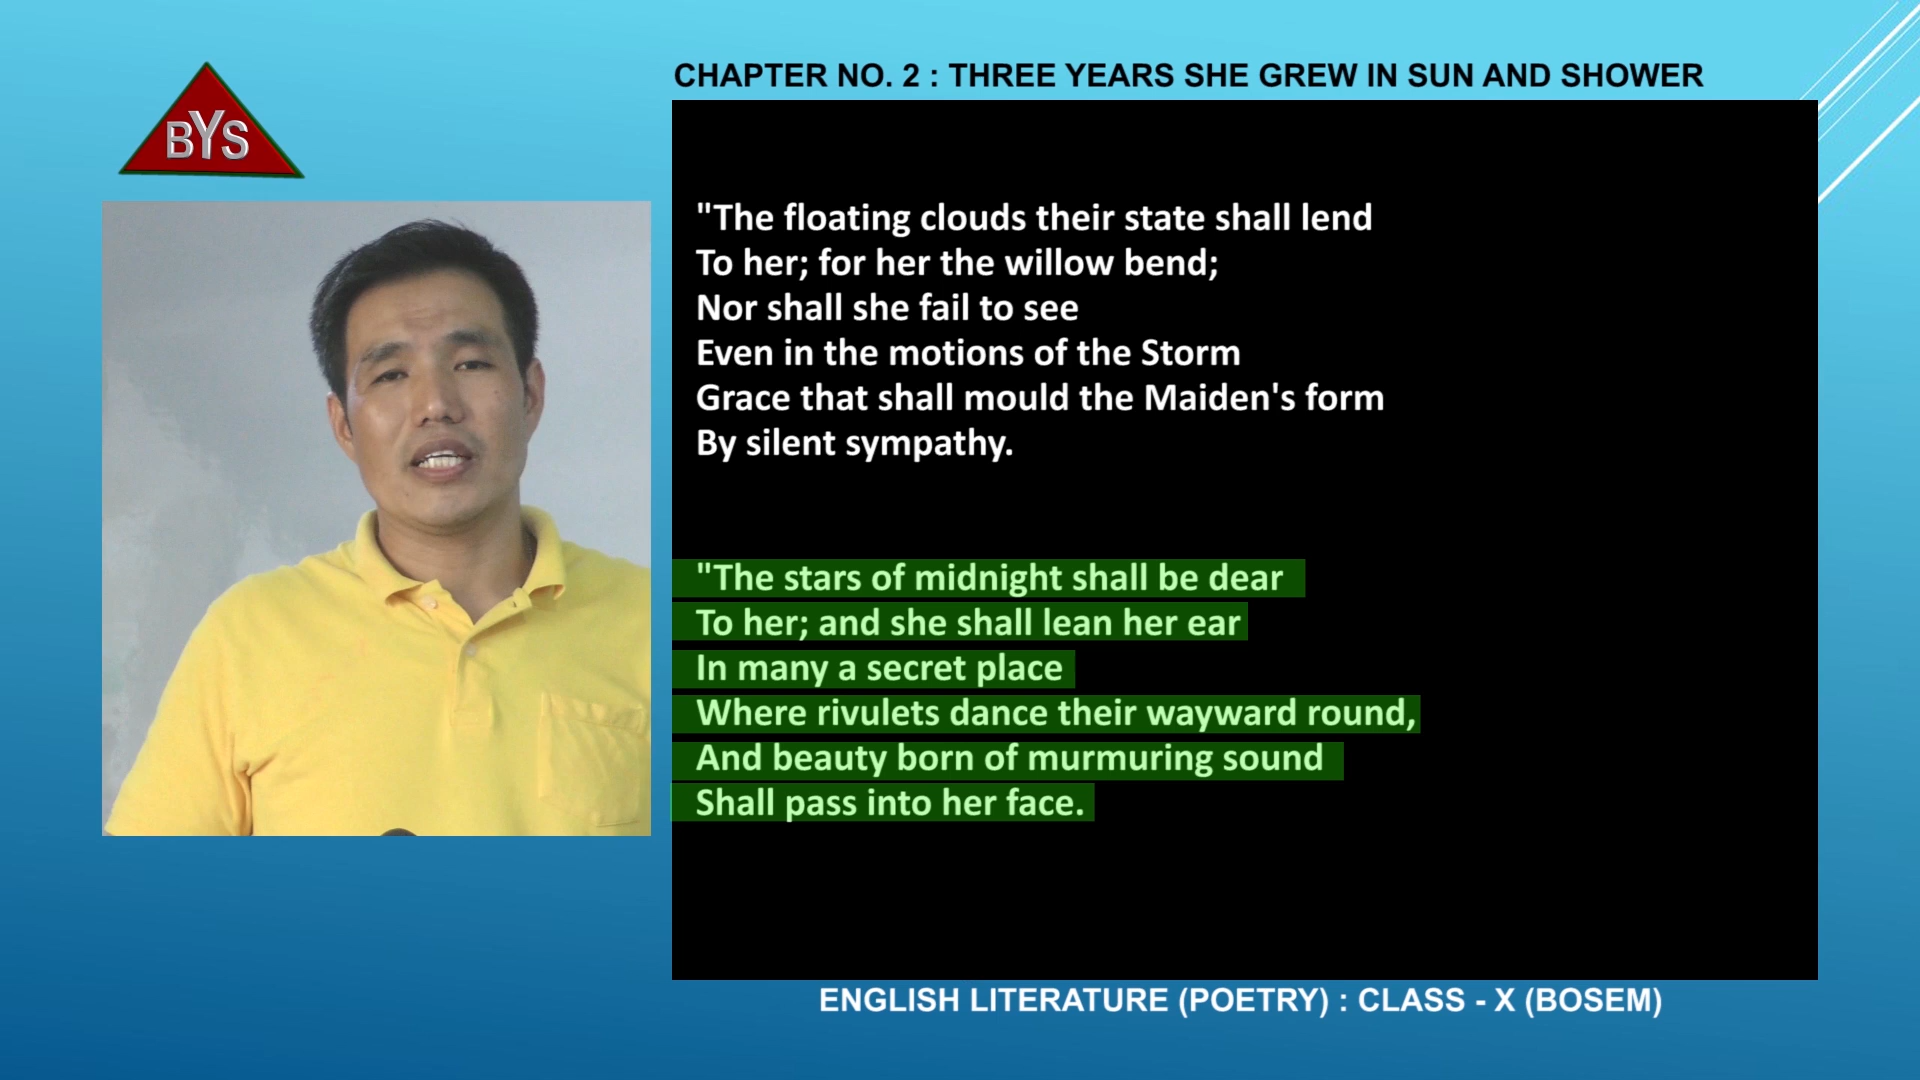 BYS
CHAPTER NO. 2 : THREE YEARS SHE GREW IN SUN AND SHOWER
"The floating clouds their state shall lend
To her; for her the willow bend;
Nor shall she fail to see
Even in the motions of the Storm
Grace that shall mould the Maiden's form
By silent sympathy.
"The stars of midnight shall be dear
To her; and she shall lean her ear
In many a secret place
Where rivulets dance their wayward round,
And beauty born of murmuring sound
Shall pass into her face.
ENGLISH LITERATURE (POETRY) : CLASS - X (BOSEM)